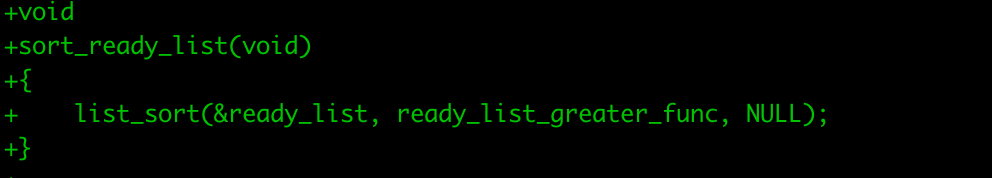 +void
+sort_ready_list(void)
+{
+    list_sort(&ready_list, ready_list_greater_func, NULL);
+}